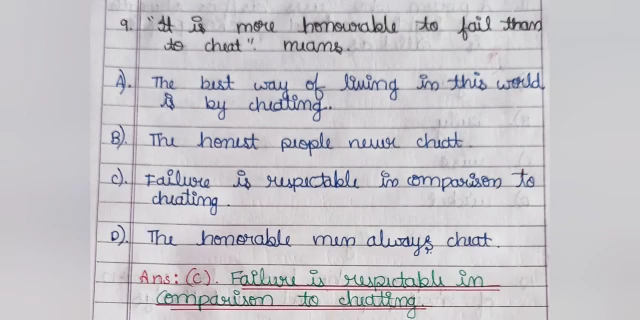 9. "It is more honourable to fail than
to cheat". means.
A). The best way of living in this world
is by cheating.
B). The honest people never cheat.
C). Failure is respectable in comparison to
cheating.
D). The honorable men always cheat.
Ans: (C). Failure is respectable in
comparison to cheating.